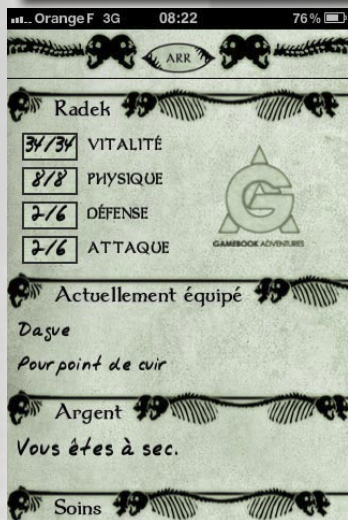 Orange F 3G 08:22 76 %
ARR
Radek
34/34 VITALITÉ
8/8 PHYSIQUE
2/6 DÉFENSE
2/6 ATTAQUE
GAMEBOOK ADVENTURES
Actuellement équipé
Dague
Pourpoint de cuir
Argent
Vous êtes à sec.
Soins